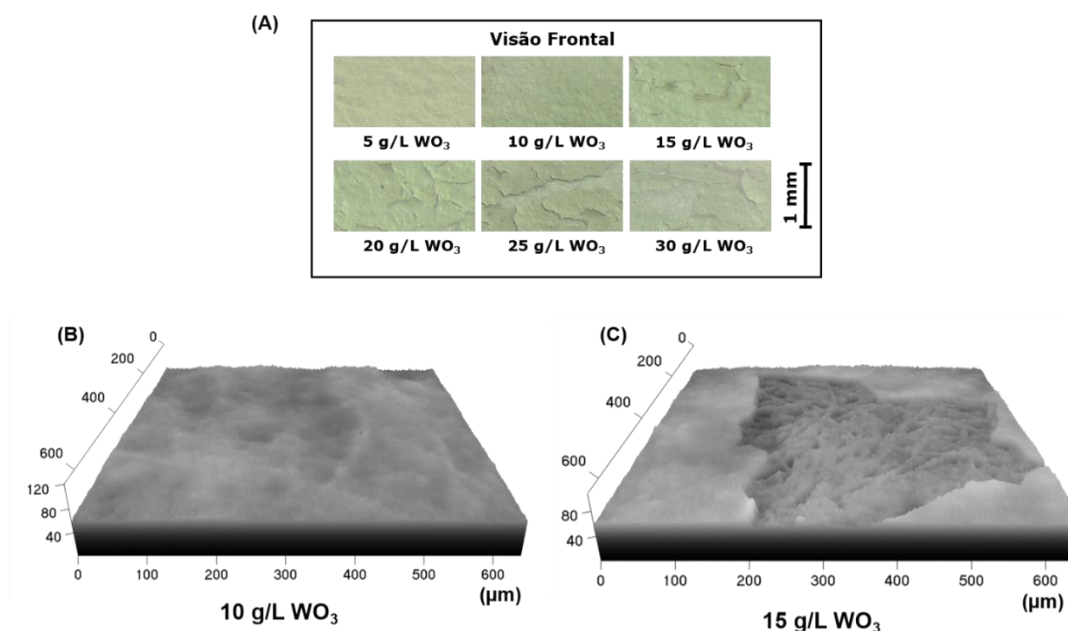 (A)
Visão Frontal
5 g/L WO₃
10 g/L WO₃
15 g/L WO₃
20 g/L WO₃
25 g/L WO₃
30 g/L WO₃
1 mm
(B)
0
200
400
600
120
80
40
0
100
200
300
400
500
600
(µm)
10 g/L WO₃
(C)
0
200
400
600
80
40
0
100
200
300
400
500
600
(µm)
15 g/L WO₃